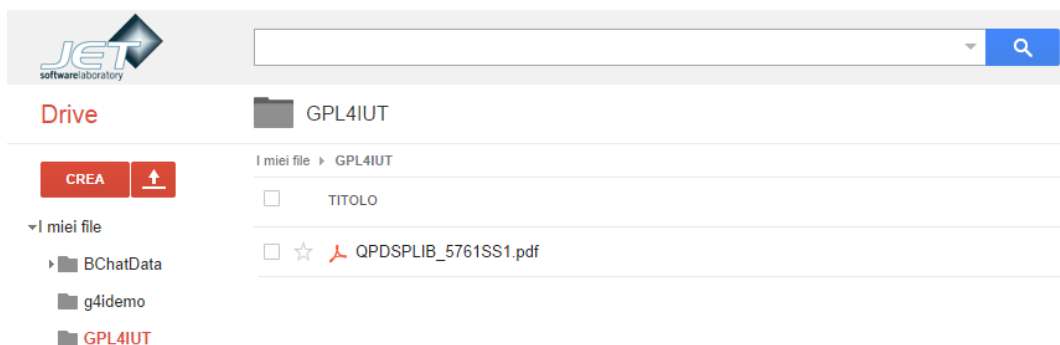 JET
softwarelaboratory
Drive
GPL4IUT
CREA
I miei file
BChatData
g4idemo
GPL4IUT
I miei file GPL4IUT
TITOLO
QPDSPLIB_5761SS1.pdf